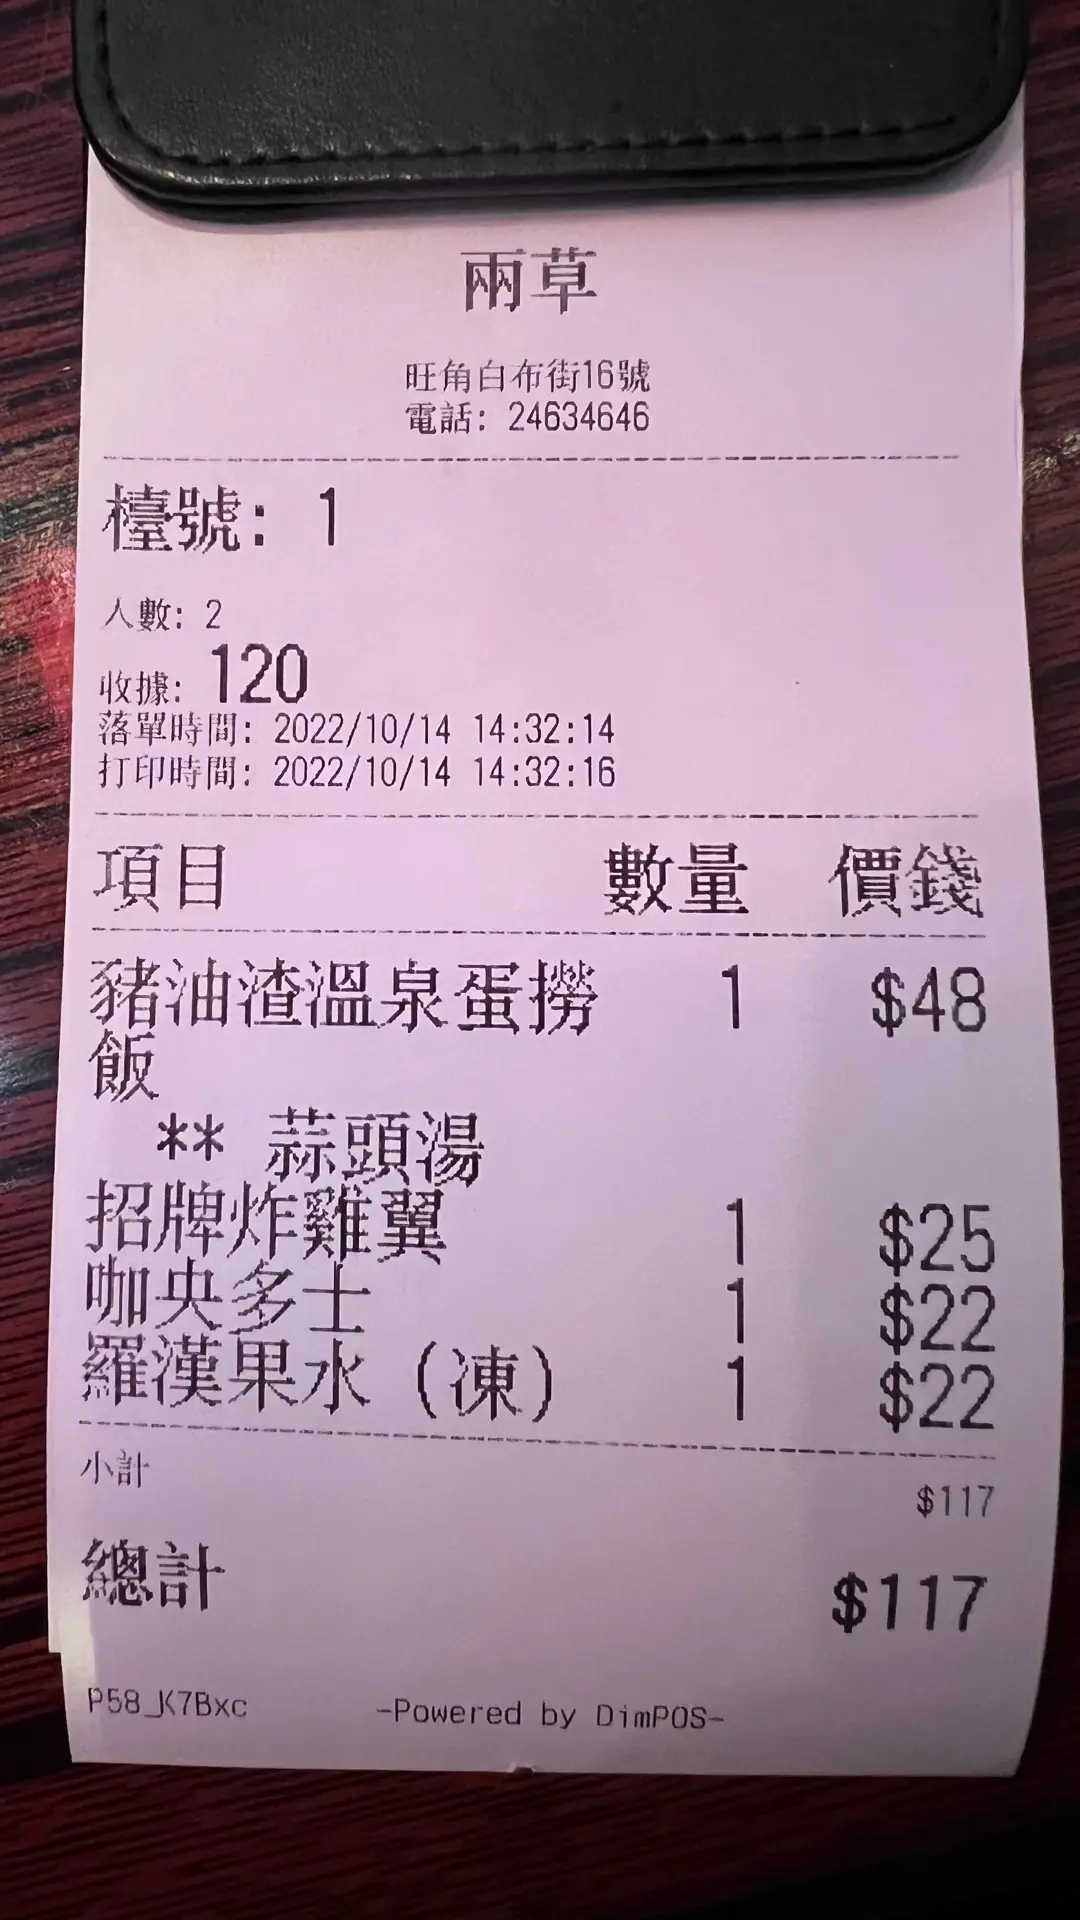 兩草
旺角白布街16號
電話: 24634646
檯號: 1
人數: 2
收據: 120
落單時間: 2022/10/14 14:32:14
打印時間: 2022/10/14 14:32:16
項目 數量 價錢
豬油渣溫泉蛋撈 1 $48
飯
** 蒜頭湯
招牌炸雞翼 1 $25
咖央多士 1 $22
羅漢果水 (凍) 1 $22
小計 $117
總計 $117
P58_K7Bxc -Powered by DimPOS-